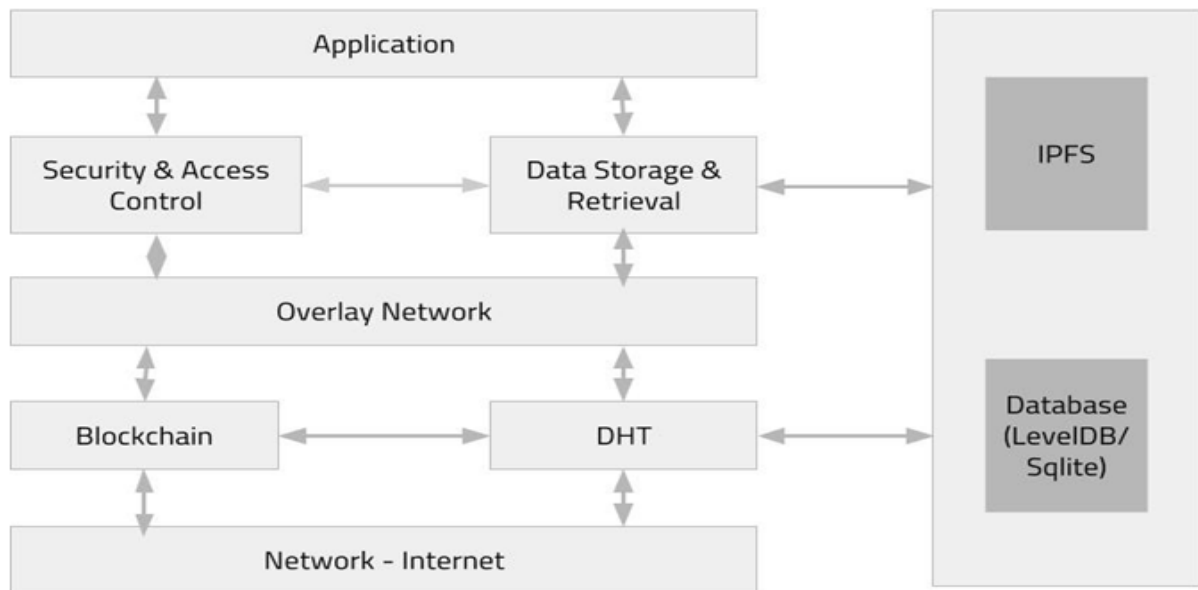 Application
Security & Access
Control
Data Storage &
Retrieval
IPFS
Overlay Network
Blockchain
DHT
Database
(LevelDB/
Sqlite)
Network - Internet